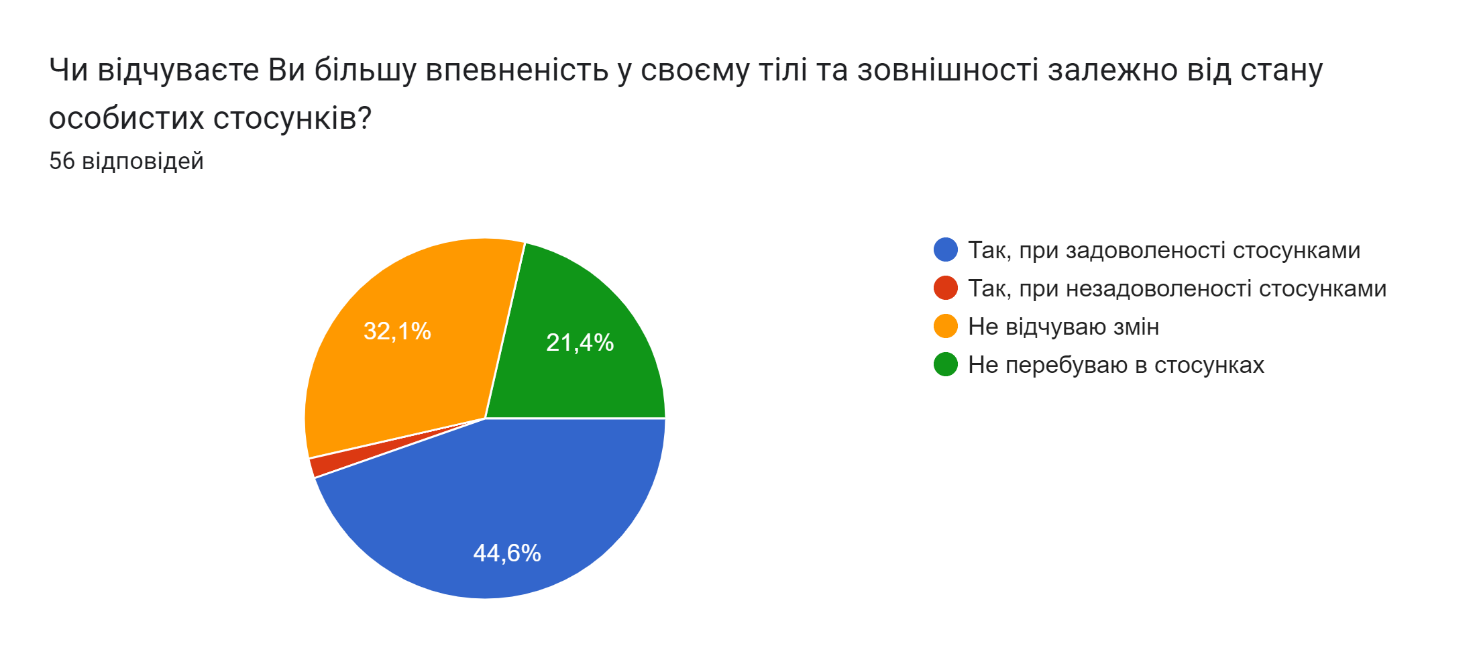 Чи відчуваєте Ви більшу впевненість у своєму тілі та зовнішності залежно від стану
особистих стосунків?
56 відповідей
Так, при задоволеності стосунками
Так, при незадоволеності стосунками
Не відчуваю змін
Не перебуваю в стосунках
32,1%
21,4%
44,6%